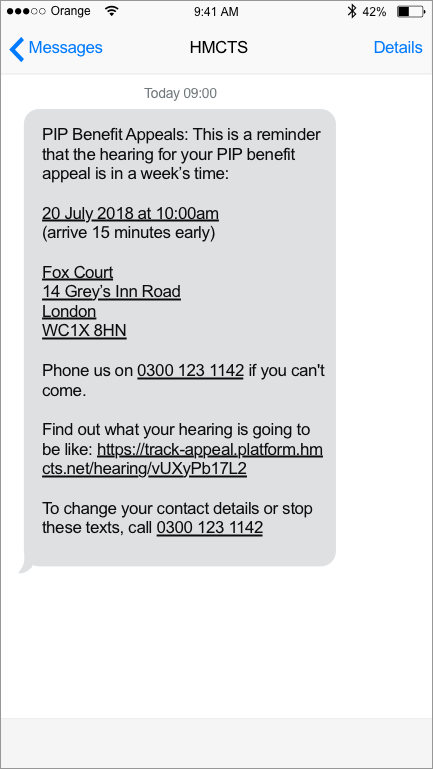 Orange 9:41 AM 42%
Messages HMCTS Details
Today 09:00
PIP Benefit Appeals: This is a reminder
that the hearing for your PIP benefit
appeal is in a week's time:
20 July 2018 at 10:00am
(arrive 15 minutes early)
Fox Court
14 Grey's Inn Road
London
WC1X 8HN
Phone us on 0300 123 1142 if you can't
come.
Find out what your hearing is going to
be like: https://track-appeal.platform.hm
cts.net/hearing/vUXyPb17L2
To change your contact details or stop
these texts, call 0300 123 1142